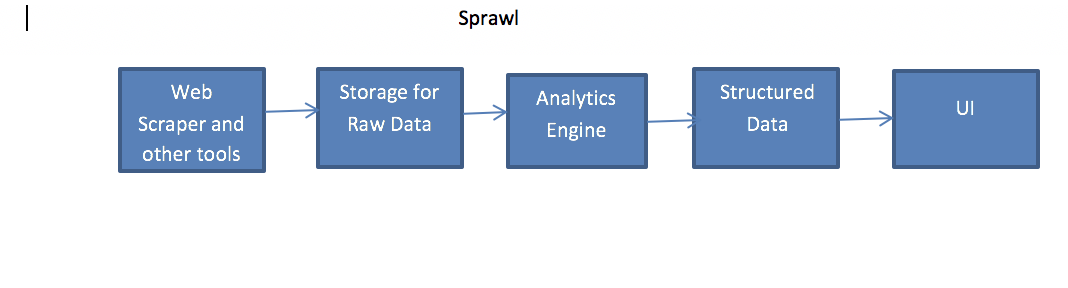 Sprawl
Web
Scraper and
other tools
Storage for
Raw Data
Analytics
Engine
Structured
Data
UI